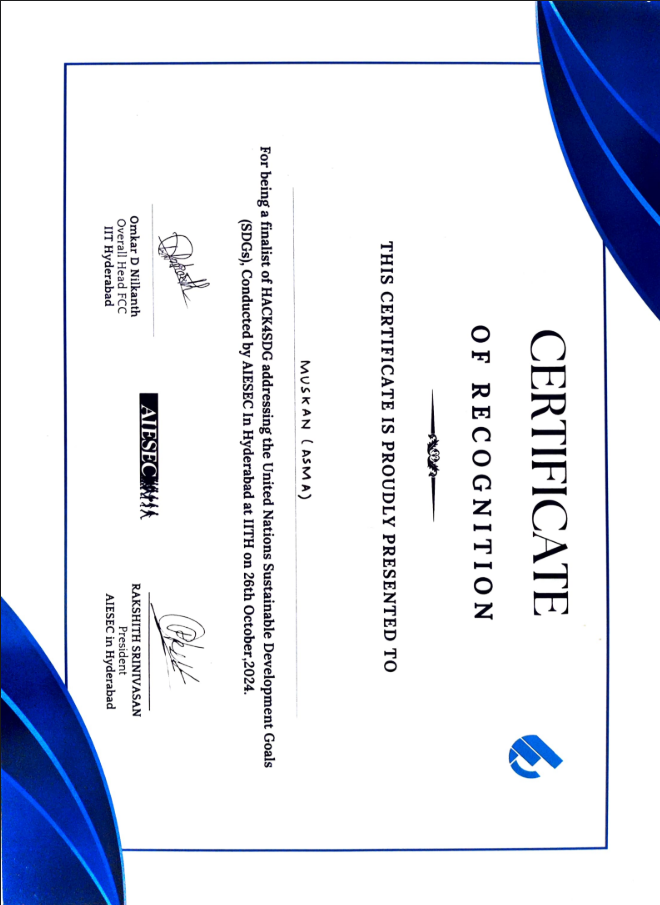 CERTIFICATE
OF RECOGNITION
THIS CERTIFICATE IS PROUDLY PRESENTED TO
MUSKAN (ASMA)
For being a finalist of HACK4SDG addressing the United Nations Sustainable Development Goals
(SDGs), Conducted by AIESEC In Hyderabad at IITH on 26th October,2024.
Omkar D Nilkanth
Overall Head FCC
IIT Hyderabad
AIESEC
RAKSHITH SRINIVASAN
President
AIESEC in Hyderabad